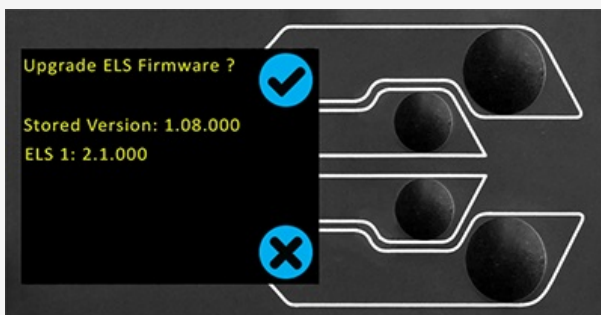 Upgrade ELS Firmware ?
Stored Version: 1.08.000
ELS 1: 2.1.000